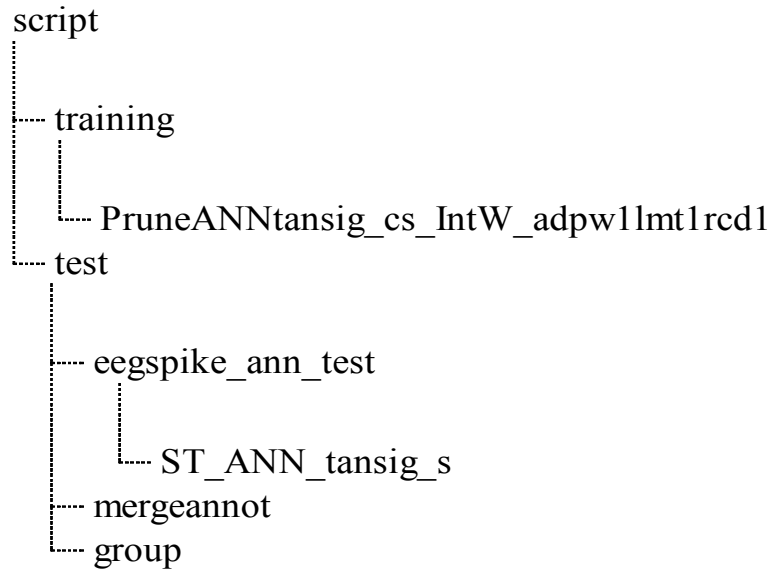 script
training
PruneANNtansig_cs_IntW_adpw1lmt1rcd1
test
eegspike_ann_test
ST_ANN_tansig_s
mergeannot
group